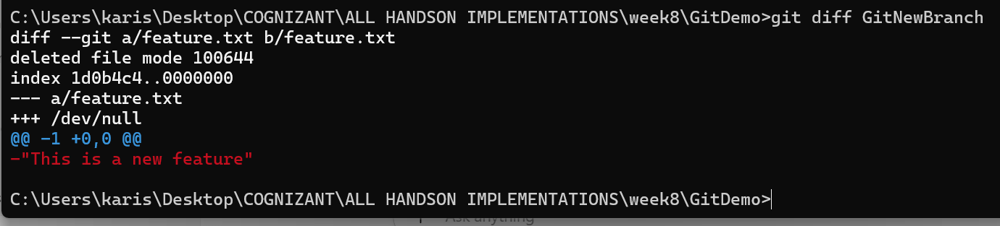 C:\Users\karis\Desktop\COGNIZANT\ALL HANDSON IMPLEMENTATIONS\week8\GitDemo>git diff GitNewBranch
diff --git a/feature.txt b/feature.txt
deleted file mode 100644
index 1d0b4c4..0000000
--- a/feature.txt
+++ /dev/null
@@ -1 +0,0 @@
-"This is a new feature"
C:\Users\karis\Desktop\COGNIZANT\ALL HANDSON IMPLEMENTATIONS\week8\GitDemo>
Ask anything